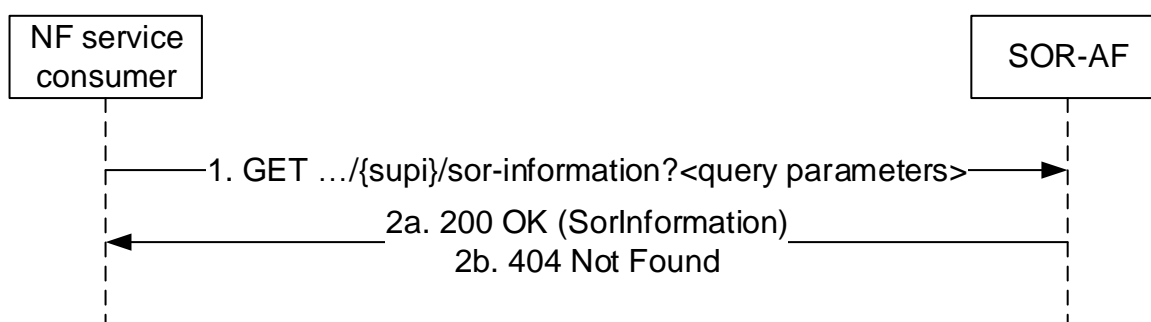 NF service
consumer
SOR-AF
1. GET …/{supi}/sor-information?<query parameters>
2a. 200 OK (SorInformation)
2b. 404 Not Found